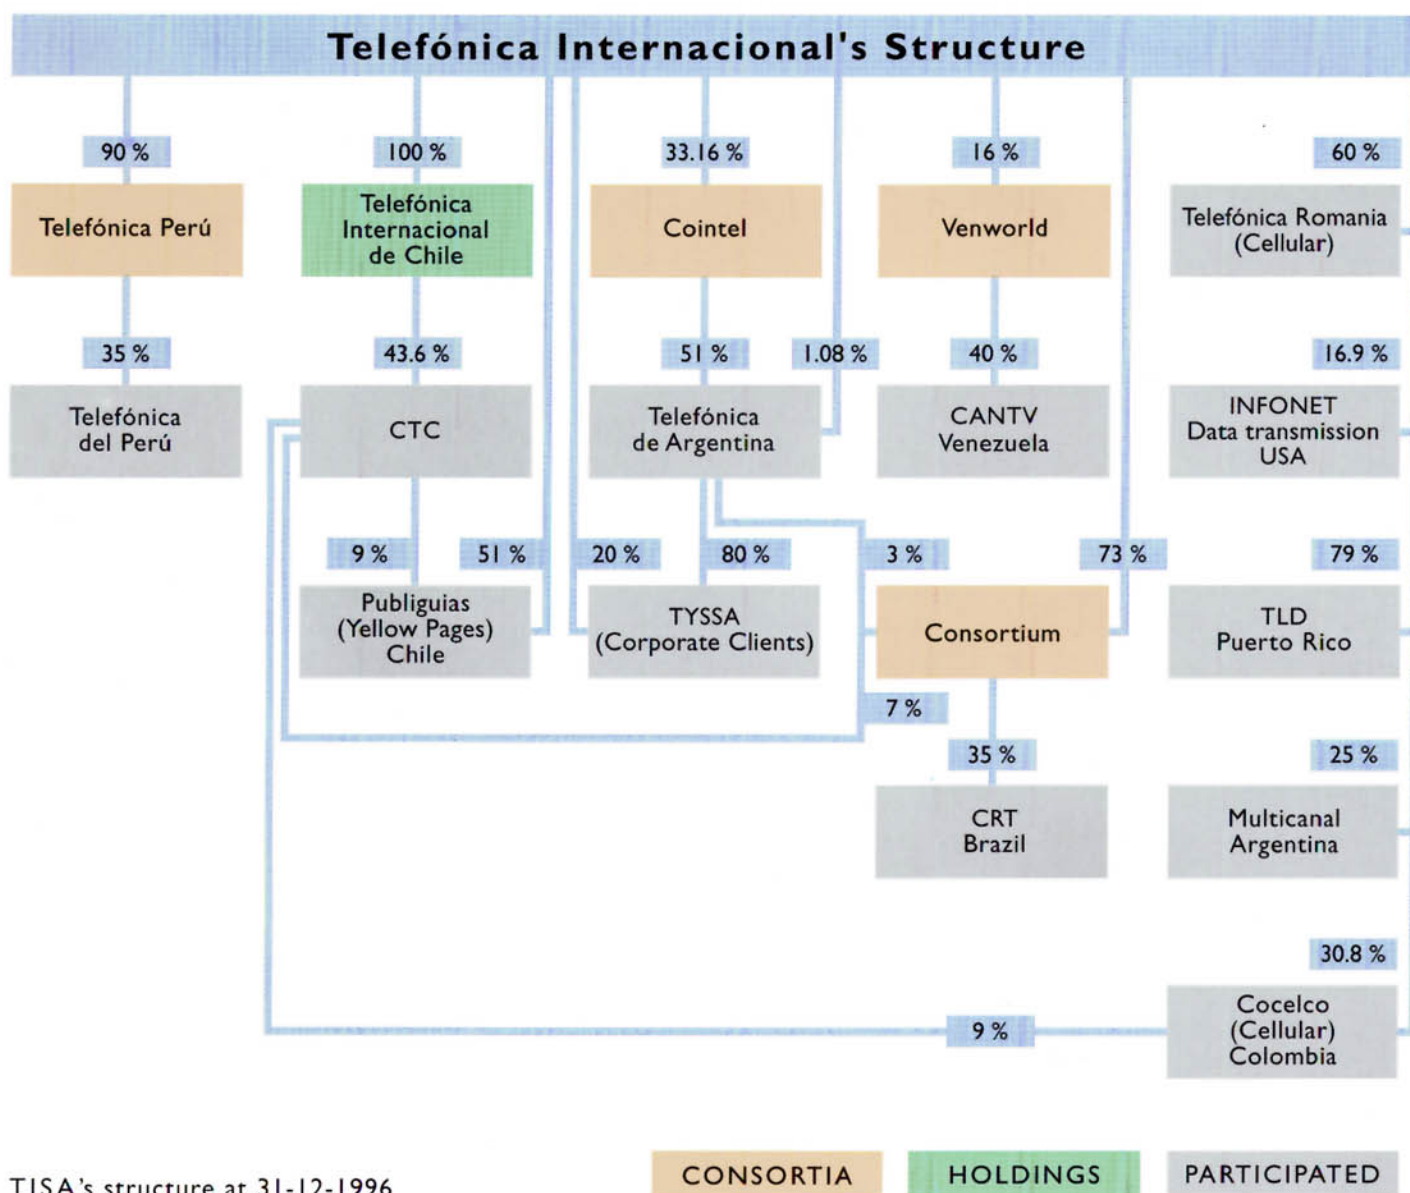 Telefónica Internacional's Structure
90 %
100 %
33.16 %
16 %
60 %
Telefónica Perú
Telefónica
Internacional
de Chile
Cointel
Venworld
Telefónica Romania
(Cellular)
35 %
43.6 %
51 %
1.08 %
40 %
16.9 %
Telefónica
del Perú
CTC
Telefónica
de Argentina
CANTV
Venezuela
INFONET
Data transmission
USA
9 %
51 %
20 %
80 %
3 %
73 %
79 %
Publiguias
(Yellow Pages)
Chile
TYSSA
(Corporate Clients)
Consortium
TLD
Puerto Rico
7 %
35 %
25 %
CRT
Brazil
Multicanal
Argentina
30.8 %
9 %
Cocelco
(Cellular)
Colombia
TISA's structure at 31-12-1996
CONSORTIA
HOLDINGS
PARTICIPATED